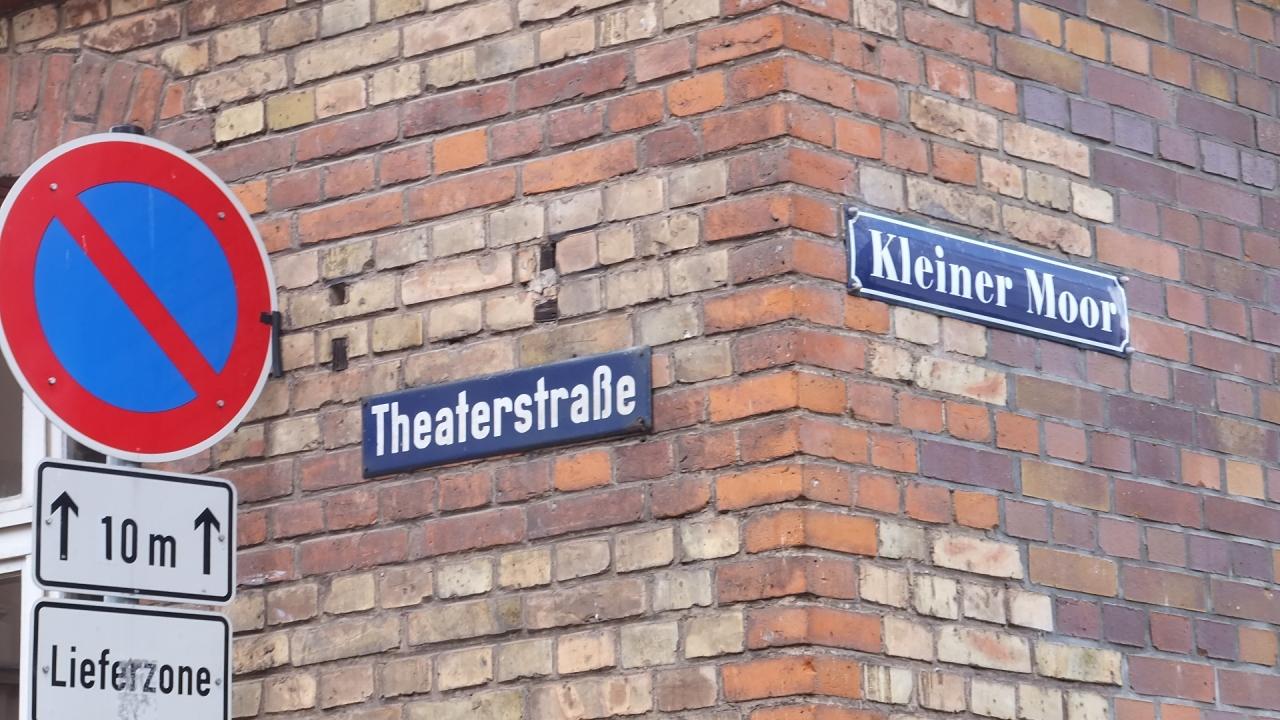 Kleiner Moor
Theaterstraße
↑ 10 m ↑
Lieferzone